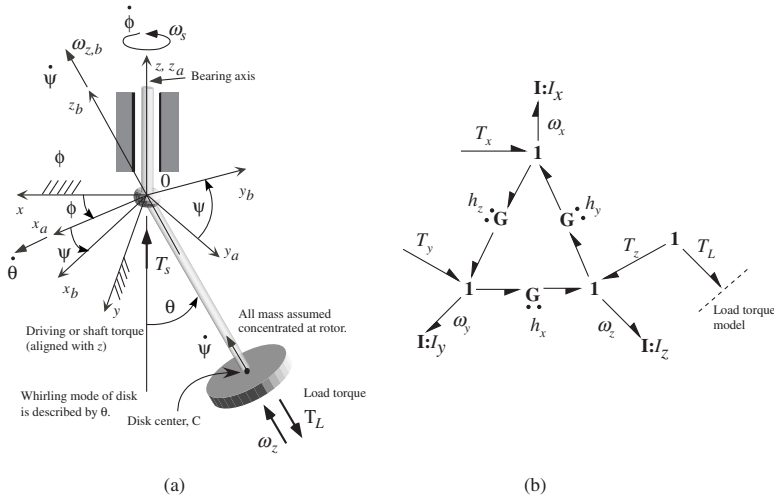 ϕ̇
ω_s
ω_{z,b}
z, z_a
Bearing axis
ψ̇
z_b
ϕ
0
y_b
x
ϕ
ψ
x_a
ψ
y_a
θ̇
x_b
T_s
y
θ
Driving or shaft torque
(aligned with z)
All mass assumed
concentrated at rotor.
ψ̇
Whirling mode of disk
is described by θ.
Disk center, C
Load torque
T_L
ω_z
(a)
I:I_x
T_x
ω_x
1
h_z
:G
G:
h_y
T_y
T_z
1
T_L
1
G
1
ω_y
h_x
ω_z
Load torque
model
I:I_y
I:I_z
(b)